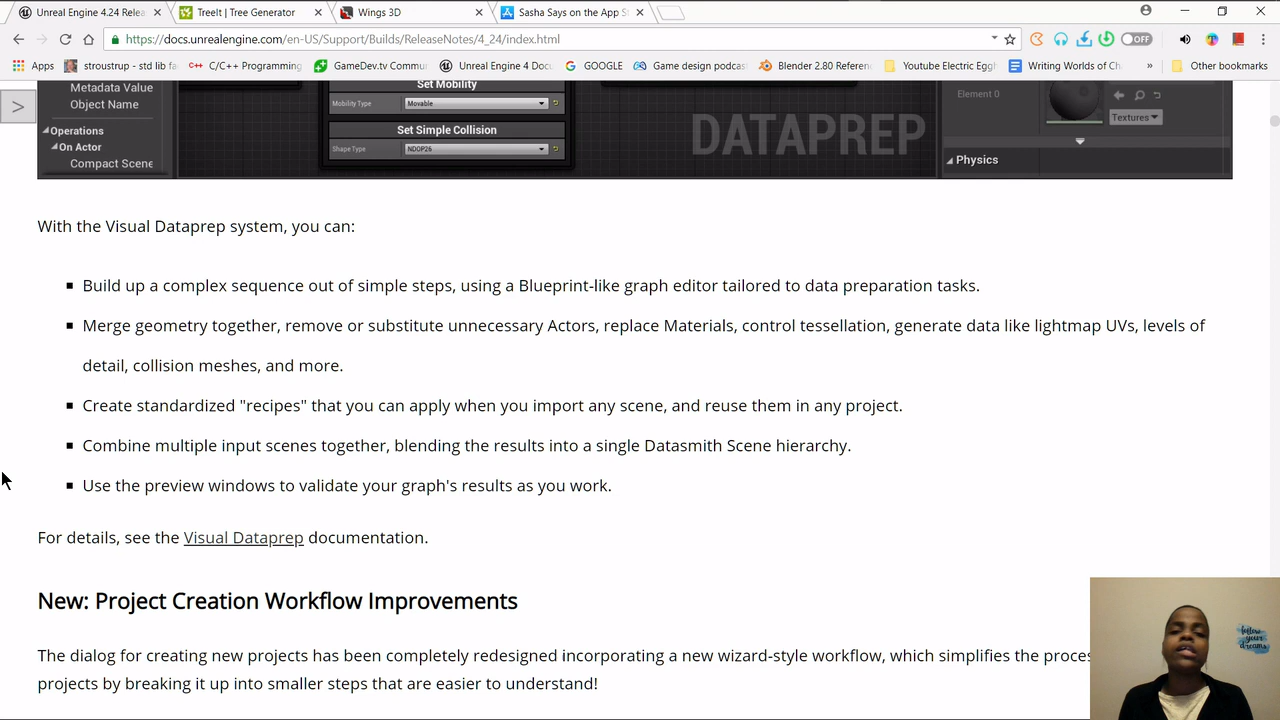 Unreal Engine 4.24 Relea
TreeIt | Tree Generator
Wings 3D
Sasha Says on the App S
https://docs.unrealengine.com/en-US/Support/Builds/ReleaseNotes/4_24/index.html
OFF
Apps
stroustrup - std lib fa
C/C++ Programming
GameDev.tv Commu
Unreal Engine 4 Docu
GOOGLE
Game design podcas
Blender 2.80 Referen
Youtube Electric Eggp
Writing Worlds of Ch
»
Other bookmarks
>
Metadata Value
Object Name
Operations
On Actor
Compact Scene
Set Mobility
Mobility Type
Movable
Set Simple Collision
Shape Type
NDOP26
DATAPREP
Element 0
Textures
Physics
With the Visual Dataprep system, you can:
Build up a complex sequence out of simple steps, using a Blueprint-like graph editor tailored to data preparation tasks.
Merge geometry together, remove or substitute unnecessary Actors, replace Materials, control tessellation, generate data like lightmap UVs, levels of
detail, collision meshes, and more.
Create standardized "recipes" that you can apply when you import any scene, and reuse them in any project.
Combine multiple input scenes together, blending the results into a single Datasmith Scene hierarchy.
Use the preview windows to validate your graph's results as you work.
For details, see the Visual Dataprep documentation.
New: Project Creation Workflow Improvements
The dialog for creating new projects has been completely redesigned incorporating a new wizard-style workflow, which simplifies the proces
projects by breaking it up into smaller steps that are easier to understand!
follow
your
dreams